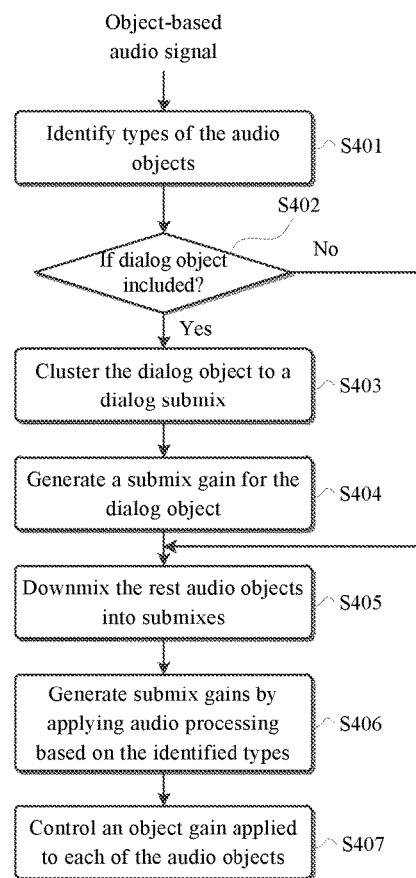 Object-based
audio signal
Identify types of the audio
objects
S401
S402
If dialog object
included?
No
Yes
Cluster the dialog object to a
dialog submix
S403
Generate a submix gain for the
dialog object
S404
Downmix the rest audio objects
into submixes
S405
Generate submix gains by
applying audio processing
based on the identified types
S406
Control an object gain applied
to each of the audio objects
S407